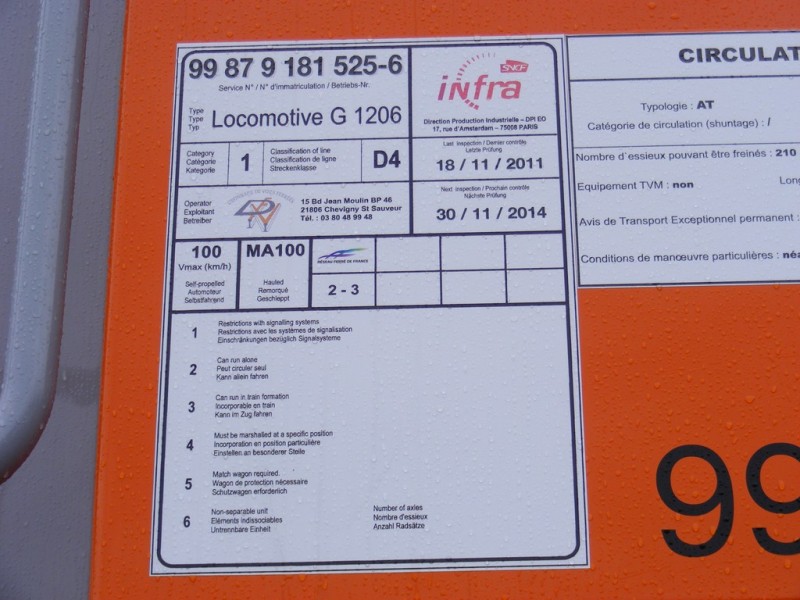 99 87 9 181 525-6
Service N° / N° d'immatriculation / Betriebs-Nr.
Type
Type
Typ
Locomotive G 1206
SNCF
infra
Direction Production Industrielle – DPI EO
17, rue d'Amsterdam – 75008 PARIS
Category
Catégorie
Kategorie
1
Classification of line
Classification de ligne
Streckenklasse
D4
Last Inspection / Dernier contrôle
Letzte Prüfung
18 / 11 / 2011
Operator
Exploitant
Betreiber
15 Bd Jean Moulin BP 46
21806 Chevigny St Sauveur
Tél. : 03 80 48 99 48
Next Inspection / Prochain contrôle
Nächste Prüfung
30 / 11 / 2014
100
Vmax (km/h)
Self-propelled
Automoteur
Selbstfahrend
MA100
Hauled
Remorqué
Geschleppt
RÉSEAU FERRÉ DE FRANCE
2 - 3
1
Restrictions with signalling systems
Restrictions avec les systèmes de signalisation
Einschränkungen bezüglich Signalsysteme
2
Can run alone
Peut circuler seul
Kann allein fahren
3
Can run in train formation
Incorporable en train
Kann im Zug fahren
4
Must be marshalled at a specific position
Incorporation en position particulière
Einstellen an besonderer Stelle
5
Match wagon required.
Wagon de protection nécessaire
Schutzwagen erforderlich
6
Non-separable unit
Eléments indissociables
Untrennbare Einheit
Number of axles
Nombre d'essieux
Anzahl Radsätze
CIRCULAT
Typologie : AT
Catégorie de circulation (shuntage) : /
Nombre d'essieux pouvant être freinés : 210
Equipement TVM : non
Long
Avis de Transport Exceptionnel permanent :
Conditions de manœuvre particulières : néa
99